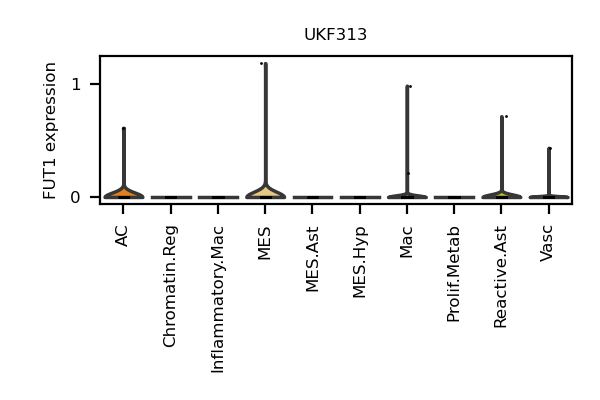 UKF313
FUT1 expression
1
0
AC
Chromatin.Reg
Inflammatory.Mac
MES
MES.Ast
MES.Hyp
Mac
Prolif.Metab
Reactive.Ast
Vasc